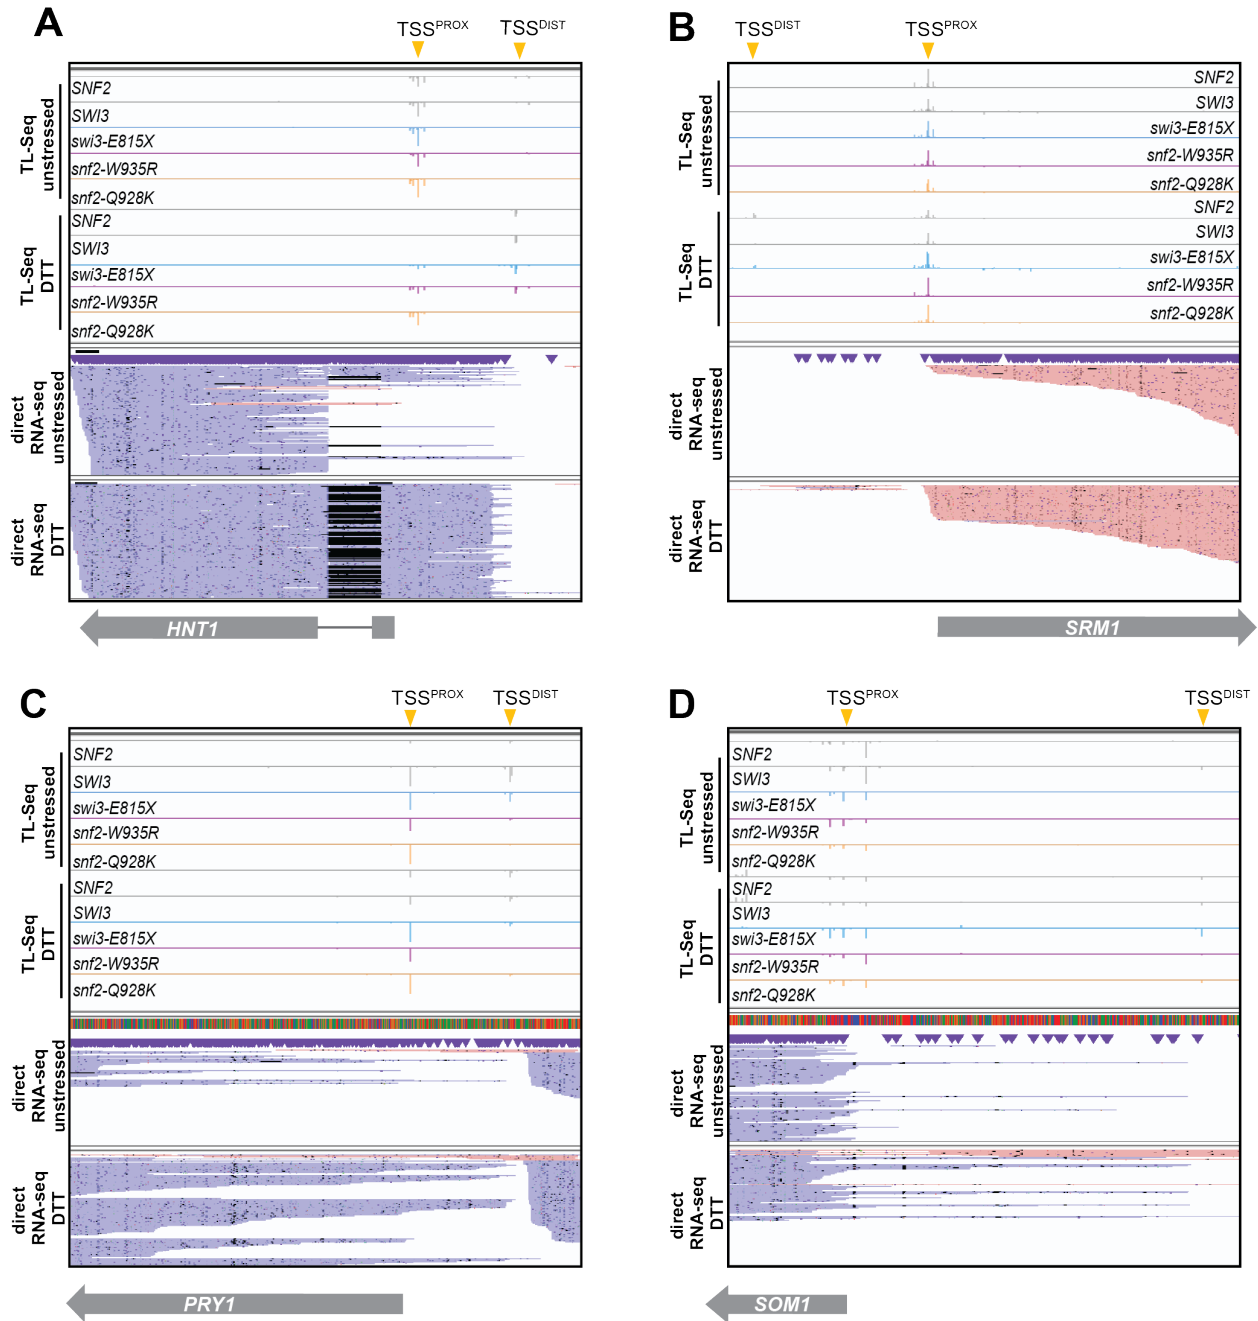 A
TSSPROX TSSDIST
TL-Seq
unstressed
SNF2
SWI3
swi3-E815X
snf2-W935R
snf2-Q928K
TL-Seq
DTT
SNF2
SWI3
swi3-E815X
snf2-W935R
snf2-Q928K
direct
RNA-seq
unstressed
direct
RNA-seq
DTT
HNT1
B
TSSDIST TSSPROX
TL-Seq
unstressed
SNF2
SWI3
swi3-E815X
snf2-W935R
snf2-Q928K
TL-Seq
DTT
SNF2
SWI3
swi3-E815X
snf2-W935R
snf2-Q928K
direct
RNA-seq
unstressed
direct
RNA-seq
DTT
SRM1
C
TSSPROX TSSDIST
TL-Seq
unstressed
SNF2
SWI3
swi3-E815X
snf2-W935R
snf2-Q928K
TL-Seq
DTT
SNF2
SWI3
swi3-E815X
snf2-W935R
snf2-Q928K
direct
RNA-seq
unstressed
direct
RNA-seq
DTT
PRY1
D
TSSPROX TSSDIST
TL-Seq
unstressed
SNF2
SWI3
swi3-E815X
snf2-W935R
snf2-Q928K
TL-Seq
DTT
SNF2
SWI3
swi3-E815X
snf2-W935R
snf2-Q928K
direct
RNA-seq
unstressed
direct
RNA-seq
DTT
SOM1